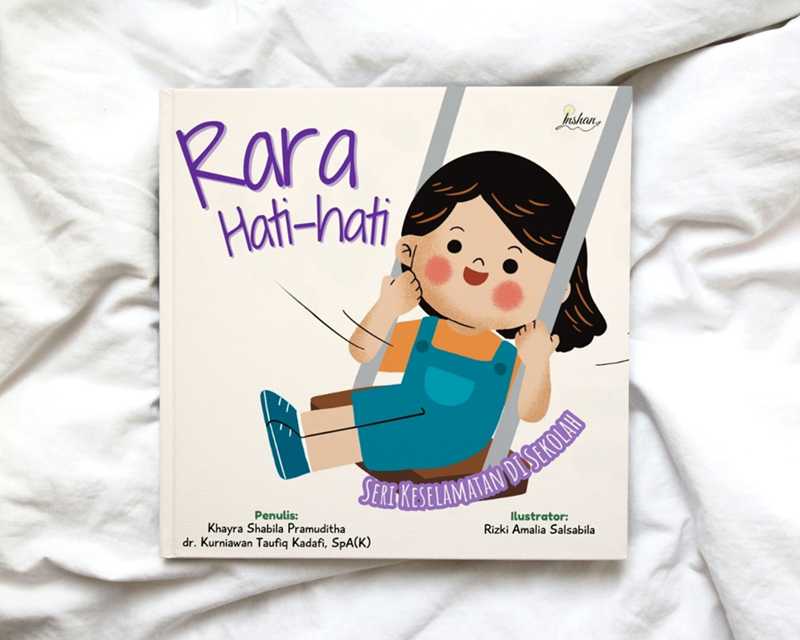 Rara
Hati-hati
Inshan
SERI KESELAMATAN DI SEKOLAH
Penulis:
Khayra Shabila Pramuditha
dr. Kurniawan Taufiq Kadafi, SpA(K)
Ilustrator:
Rizki Amalia Salsabila